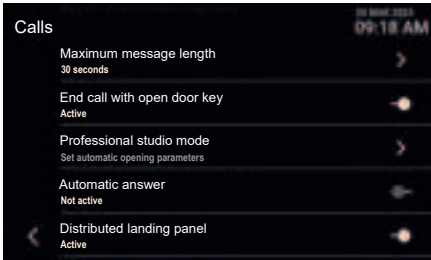 Calls
09:18 AM
Maximum message length
30 seconds
End call with open door key
Active
Professional studio mode
Set automatic opening parameters
Automatic answer
Not active
Distributed landing panel
Active